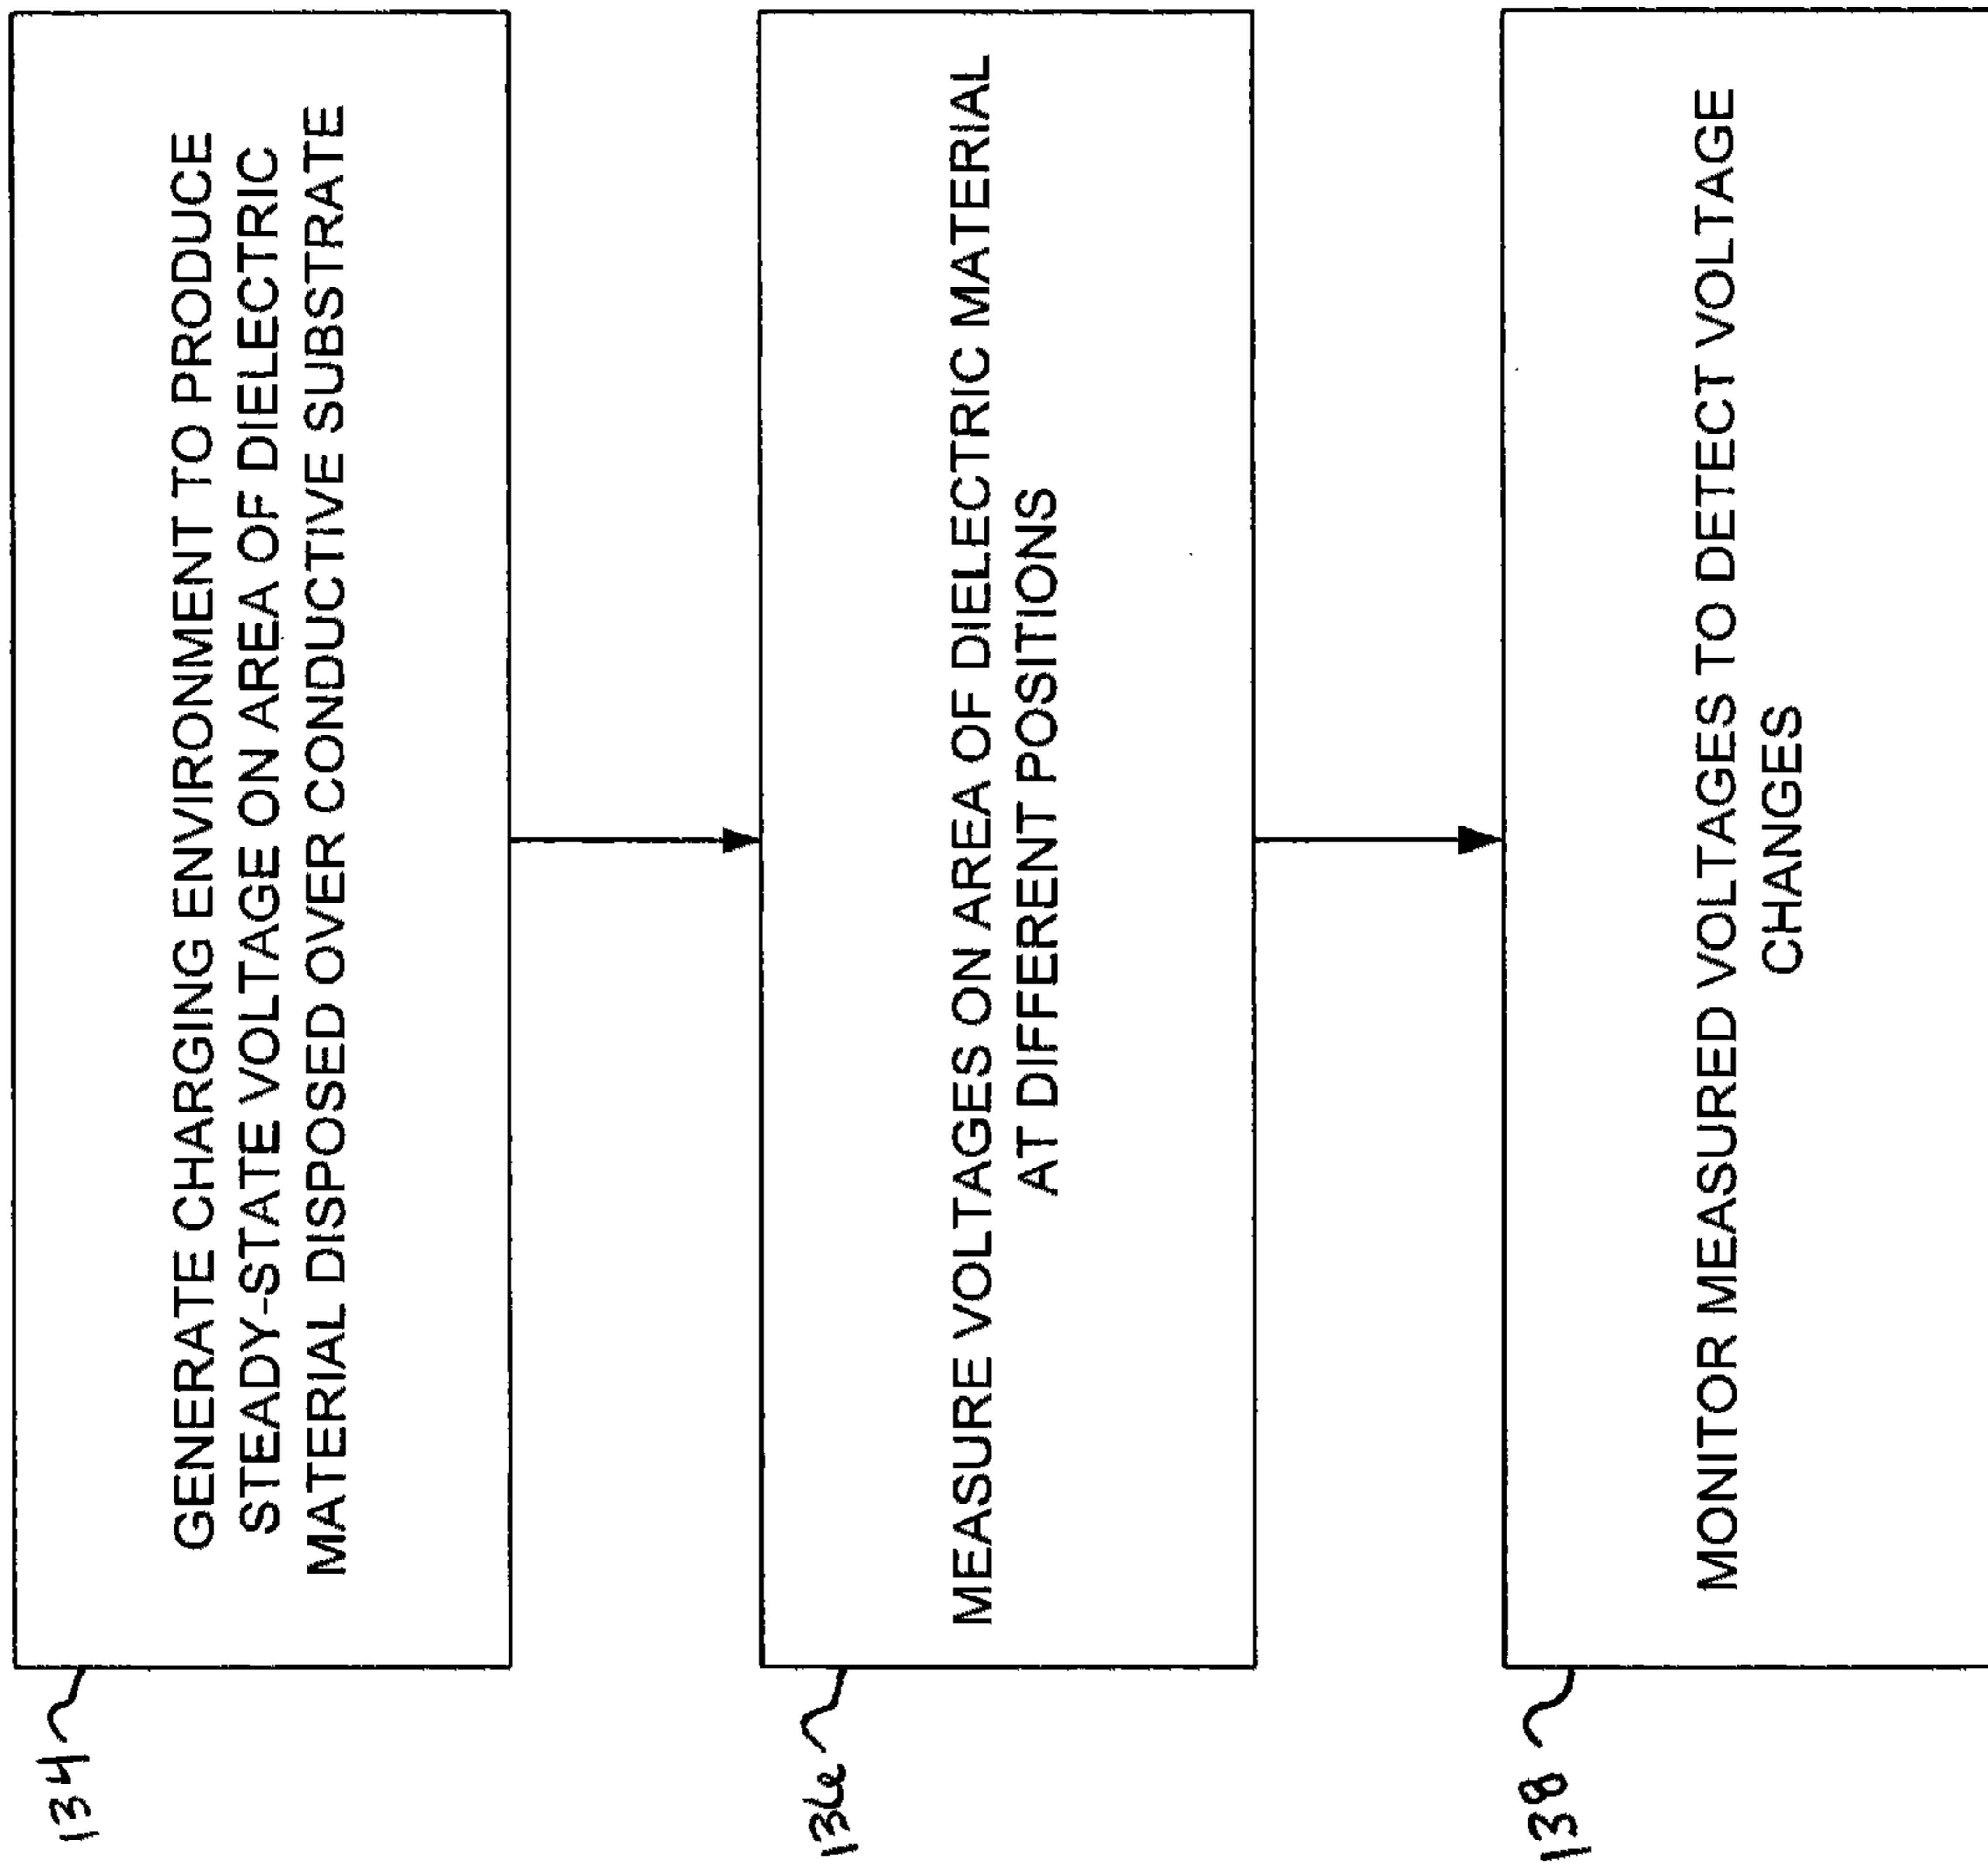 134
GENERATE CHARGING ENVIRONMENT TO PRODUCE
STEADY-STATE VOLTAGE ON AREA OF DIELECTRIC
MATERIAL DISPOSED OVER CONDUCTIVE SUBSTRATE
136
MEASURE VOLTAGES ON AREA OF DIELECTRIC MATERIAL
AT DIFFERENT POSITIONS
138
MONITOR MEASURED VOLTAGES TO DETECT VOLTAGE
CHANGES